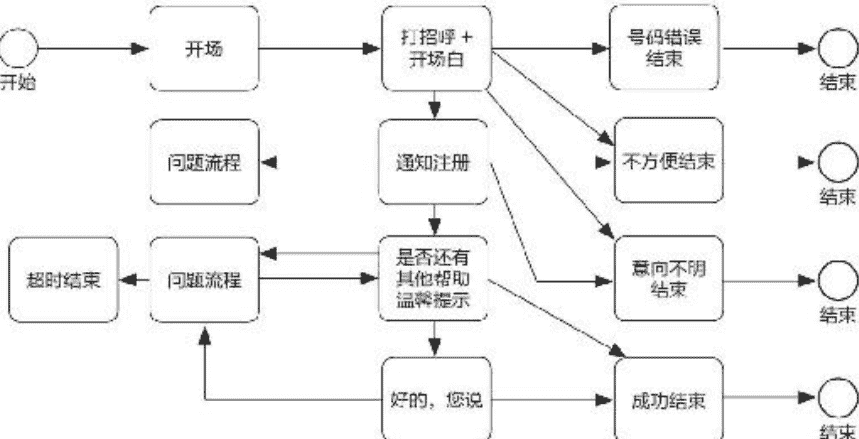 开始
开场
打招呼 +
开场白
号码错误
结束
结束
问题流程
通知注册
不方便结束
结束
超时结束
问题流程
是否还有
其他帮助
温馨提示
意向不明
结束
结束
好的，您说
成功结束
结束